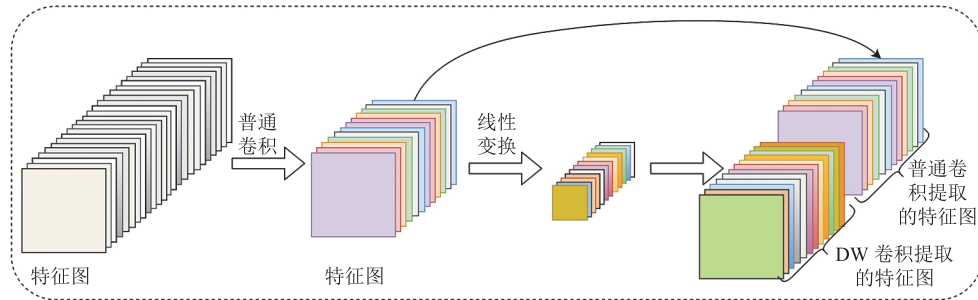 普通
卷积
线性
变换
特征图
特征图
普通卷
积提取
的特征图
DW 卷积提取
的特征图